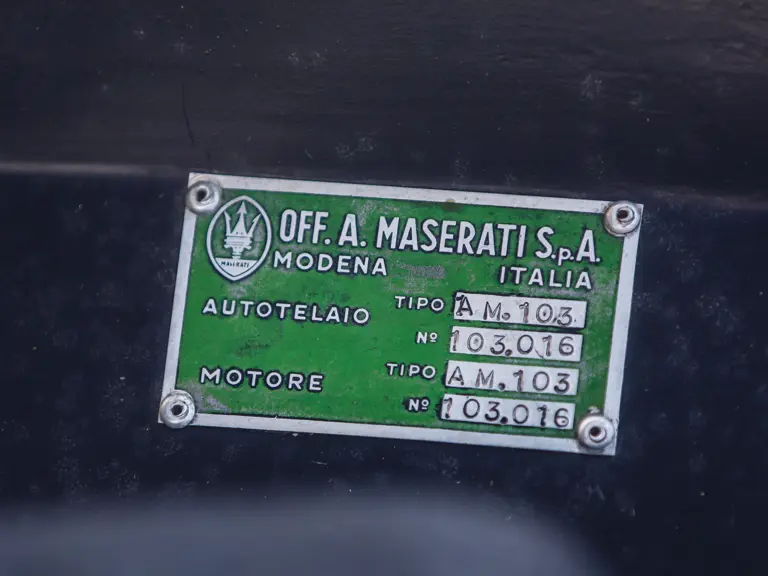 MASERATI
OFF. A. MASERATI S.p.A.
MODENA ITALIA
AUTOTELAIO TIPO AM.103
Nº 103.016
MOTORE TIPO AM.103
Nº 103.016